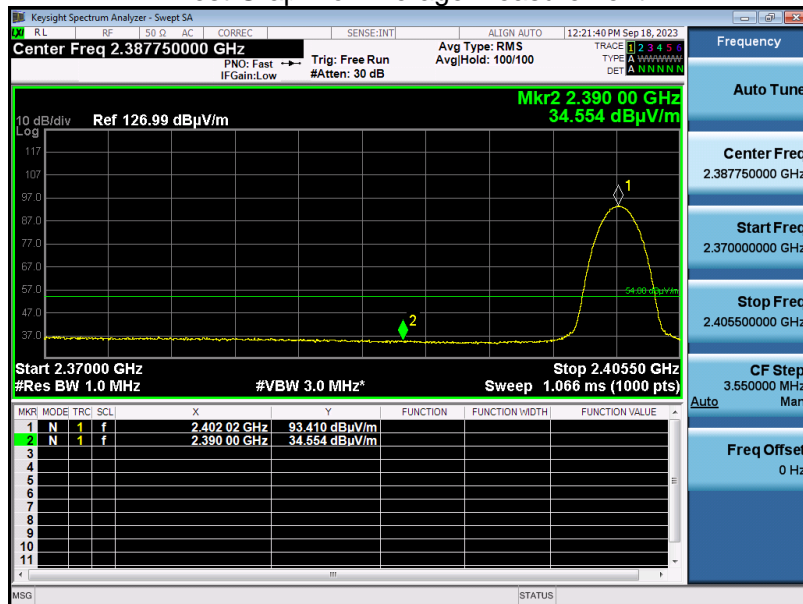 Keysight Spectrum Analyzer - Swept SA
RL RF 50 Ω AC CORREC SENSE:INT ALIGN AUTO 12:21:40 PM Sep 18, 2023
Center Freq 2.387750000 GHz
PNO: Fast
IFGain:Low
Trig: Free Run
#Atten: 30 dB
Avg Type: RMS
Avg|Hold: 100/100
TRACE 1 2 3 4 5 6
TYPE A WWWWW
DET A N N N N N
Mkr2 2.390 00 GHz
34.554 dBµV/m
10 dB/div Ref 126.99 dBµV/m
Log
117
107
97.0
87.0
77.0
67.0
57.0
47.0
37.0
1
2
54.00 dBµV/m
Start 2.37000 GHz Stop 2.40550 GHz
#Res BW 1.0 MHz #VBW 3.0 MHz* Sweep 1.066 ms (1000 pts)
MKR MODE TRC SCL X Y FUNCTION FUNCTION WIDTH FUNCTION VALUE
1 N 1 f 2.402 02 GHz 93.410 dBµV/m
2 N 1 f 2.390 00 GHz 34.554 dBµV/m
3
4
5
6
7
8
9
10
11
MSG STATUS
Frequency
Auto Tune
Center Freq
2.387750000 GHz
Start Freq
2.370000000 GHz
Stop Freq
2.405500000 GHz
CF Step
3.550000 MHz
Auto Man
Freq Offset
0 Hz